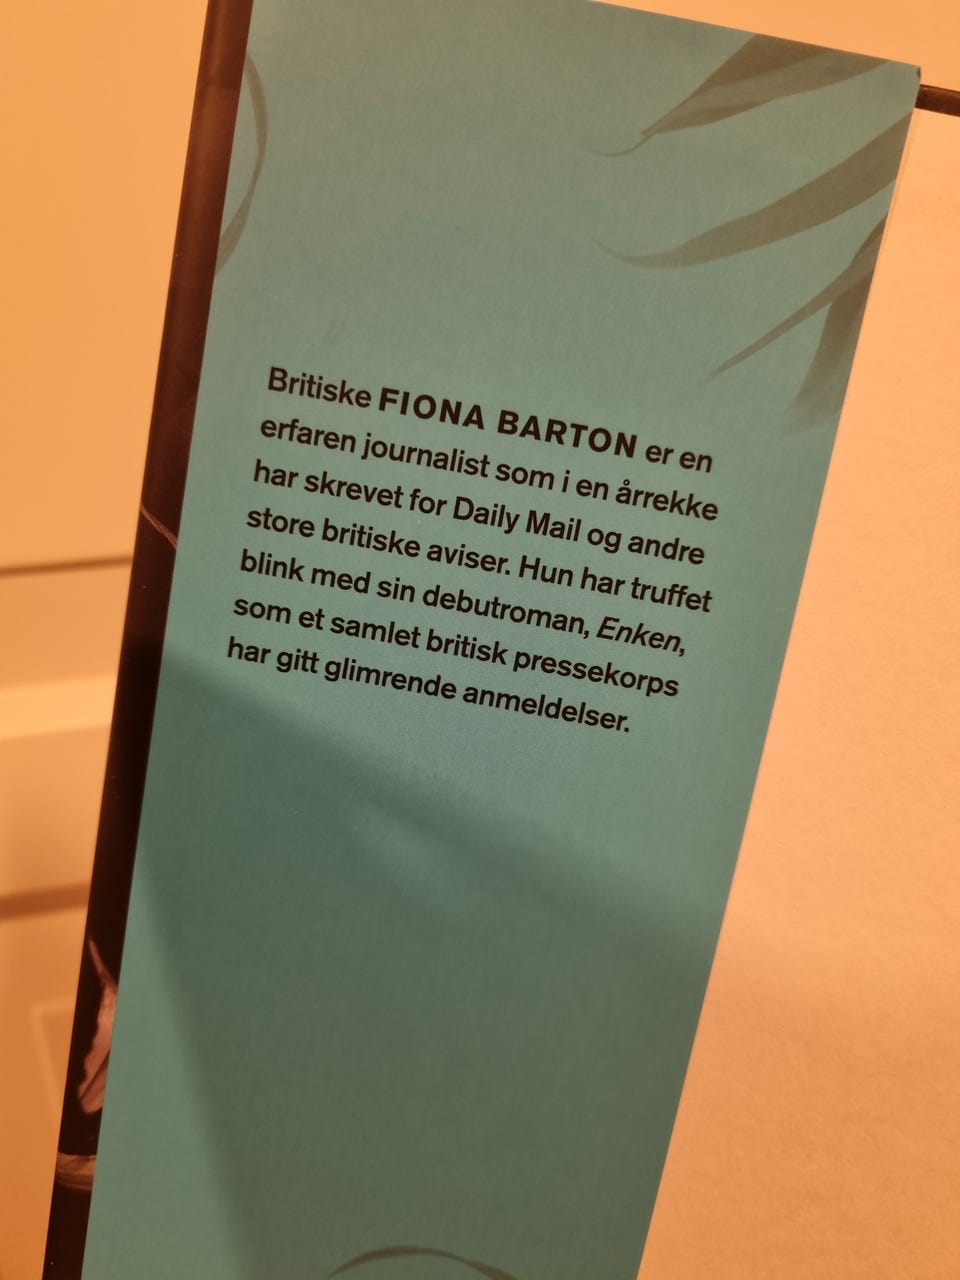 Britiske FIONA BARTON er en
erfaren journalist som i en årrekke
har skrevet for Daily Mail og andre
store britiske aviser. Hun har truffet
blink med sin debutroman, Enken,
som et samlet britisk pressekorps
har gitt glimrende anmeldelser.